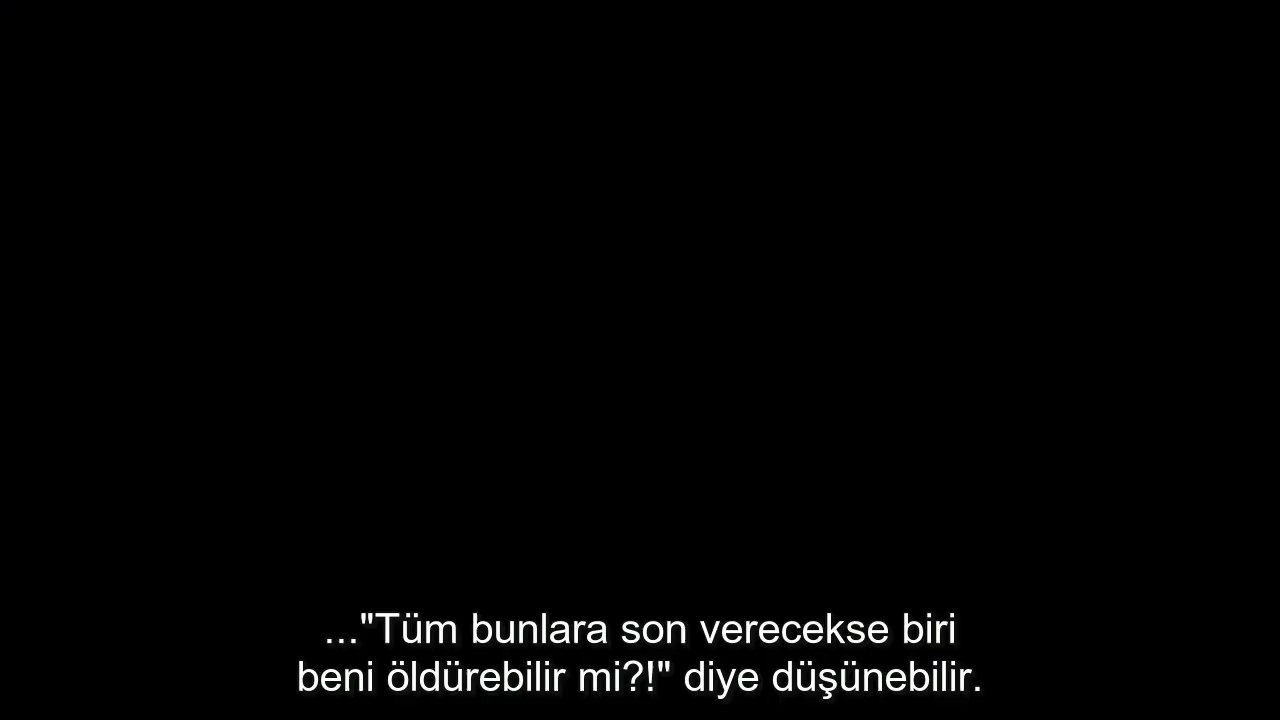 ..."Tüm bunlara son verecekse biri
beni öldürebilir mi?!" diye düşünebilir.